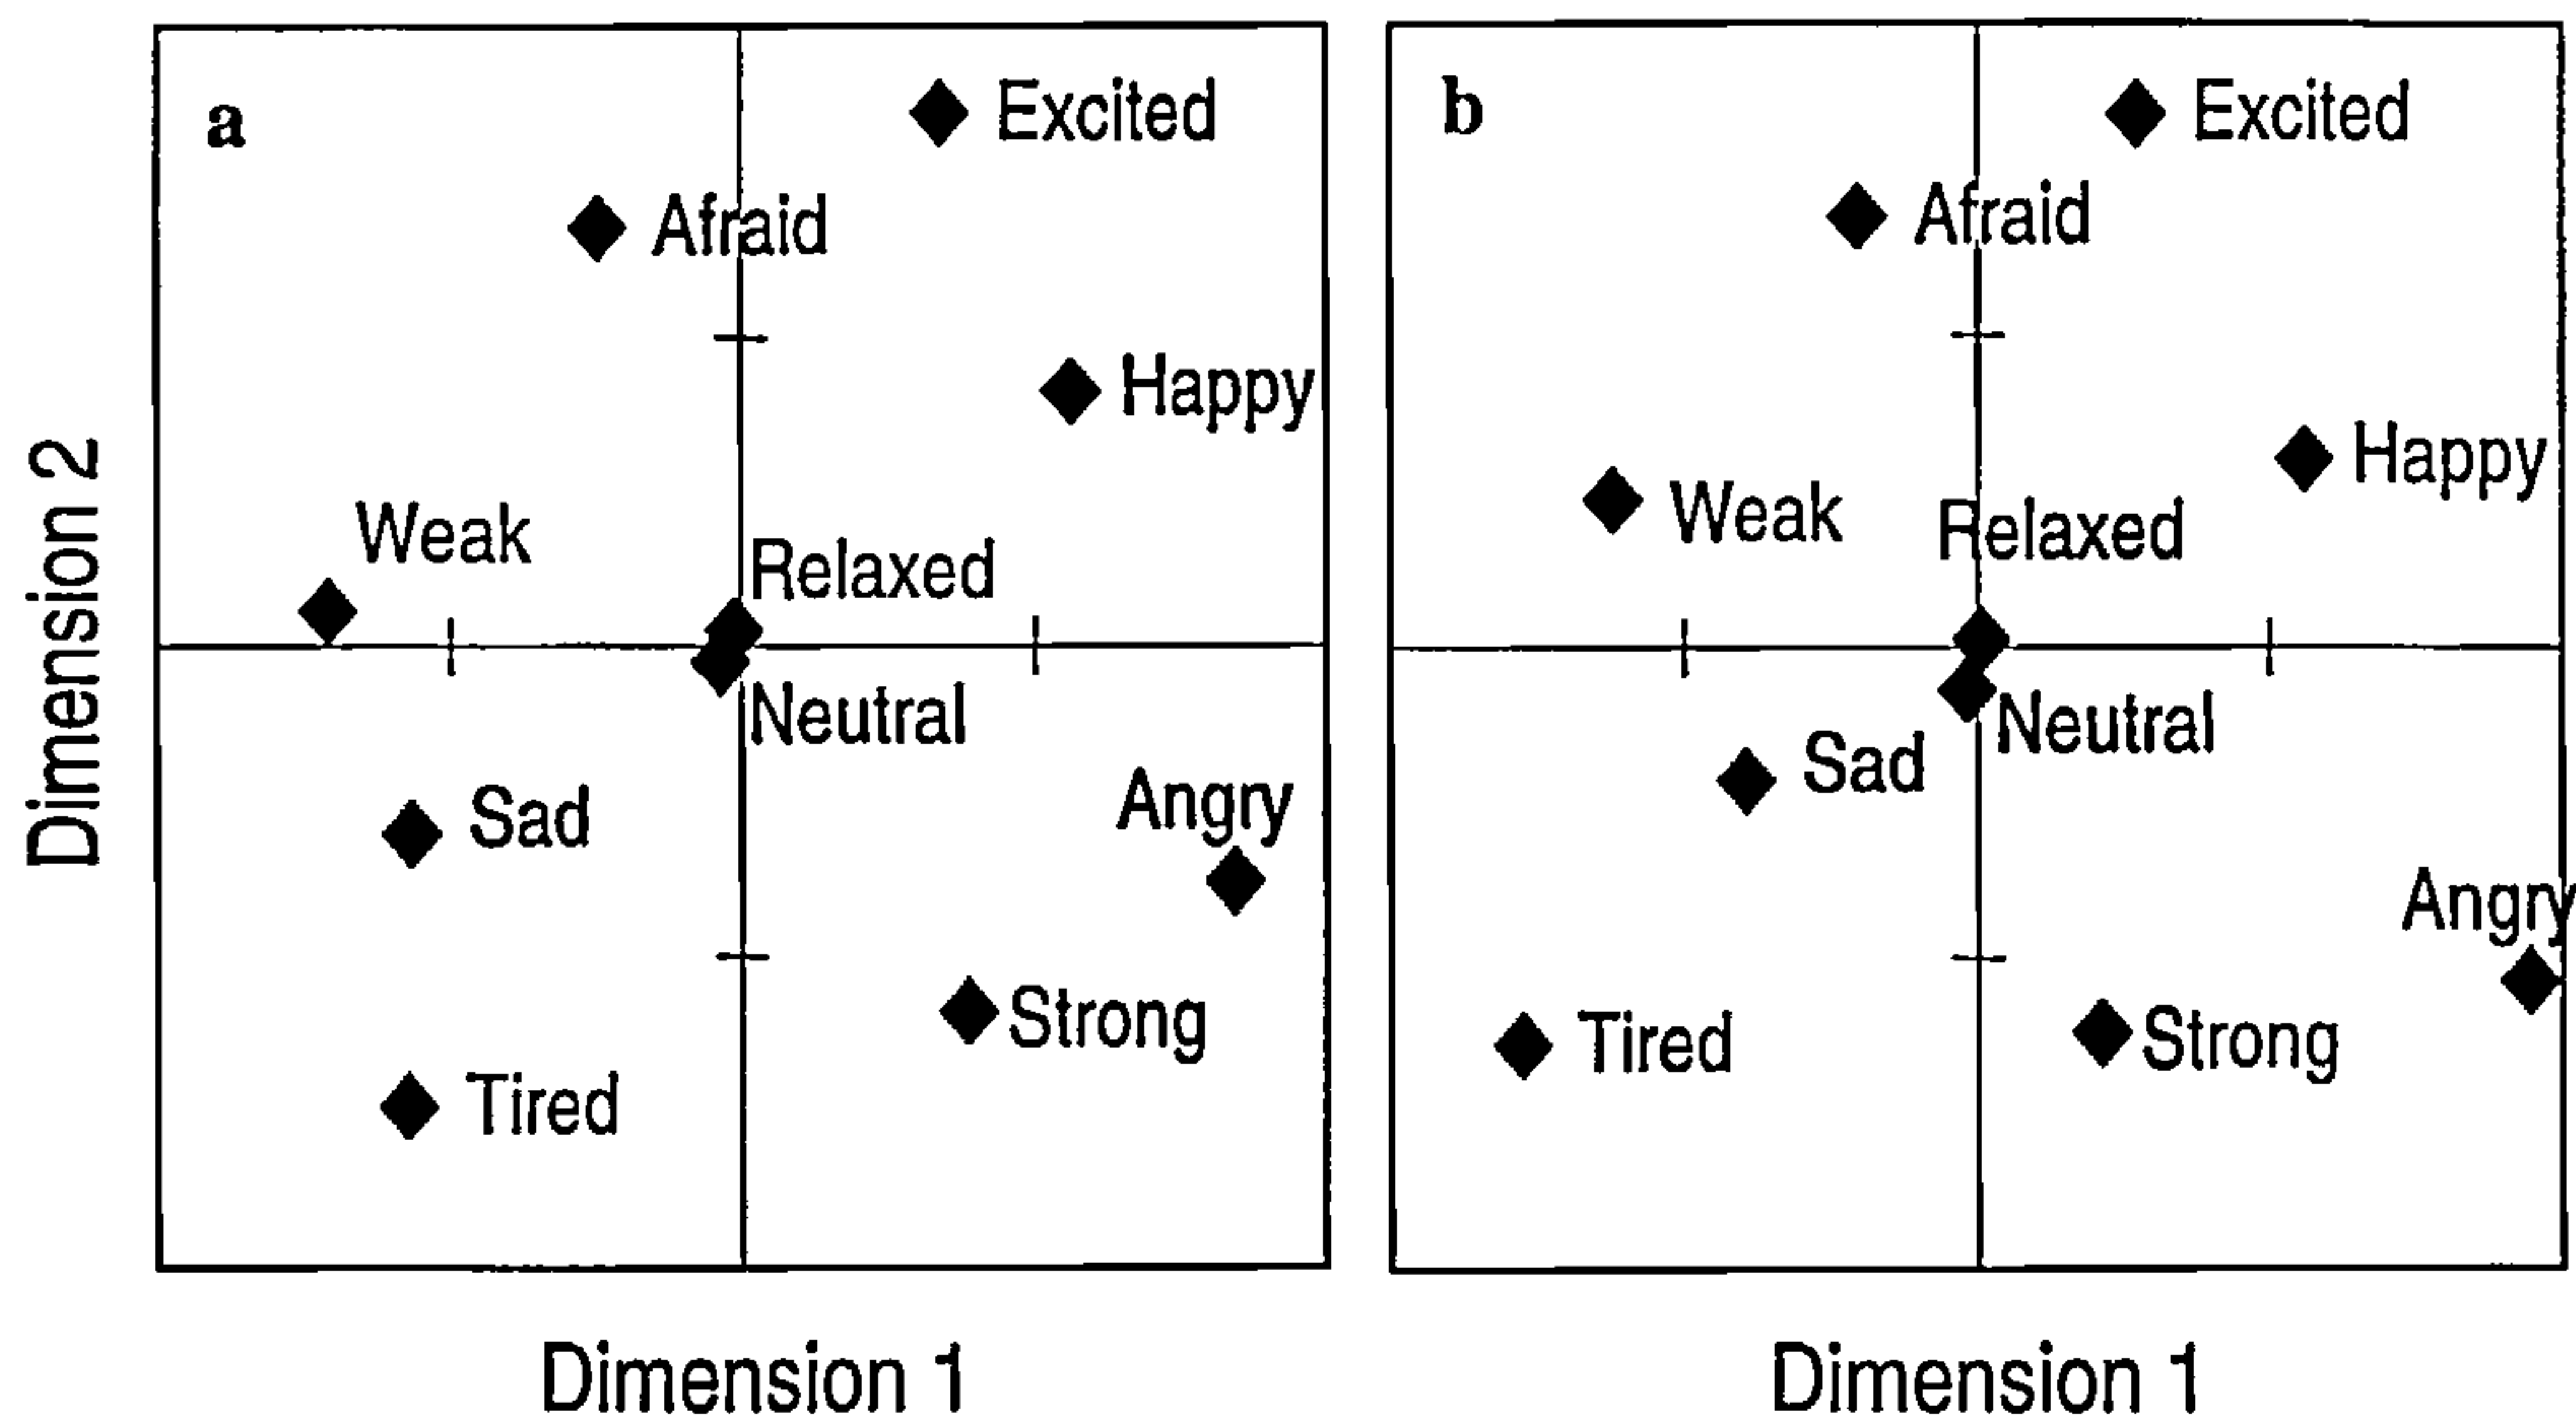 a
Excited
Afraid
Happy
Weak
Relaxed
Neutral
Sad
Angry
Strong
Tired
Dimension 2
Dimension 1
b
Excited
Afraid
Happy
Weak
Relaxed
Neutral
Sad
Angry
Strong
Tired
Dimension 1